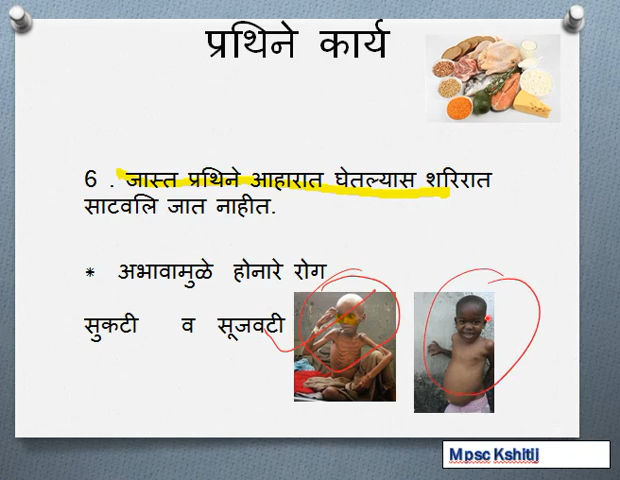 प्रथिने कार्य
6 . जास्त प्रथिने आहारात घेतल्यास शरिरात
साटवलि जात नाहीत.
* अभावामुळे होनारे रोग
सुकटी व सूजवटी
Mpsc Kshitij